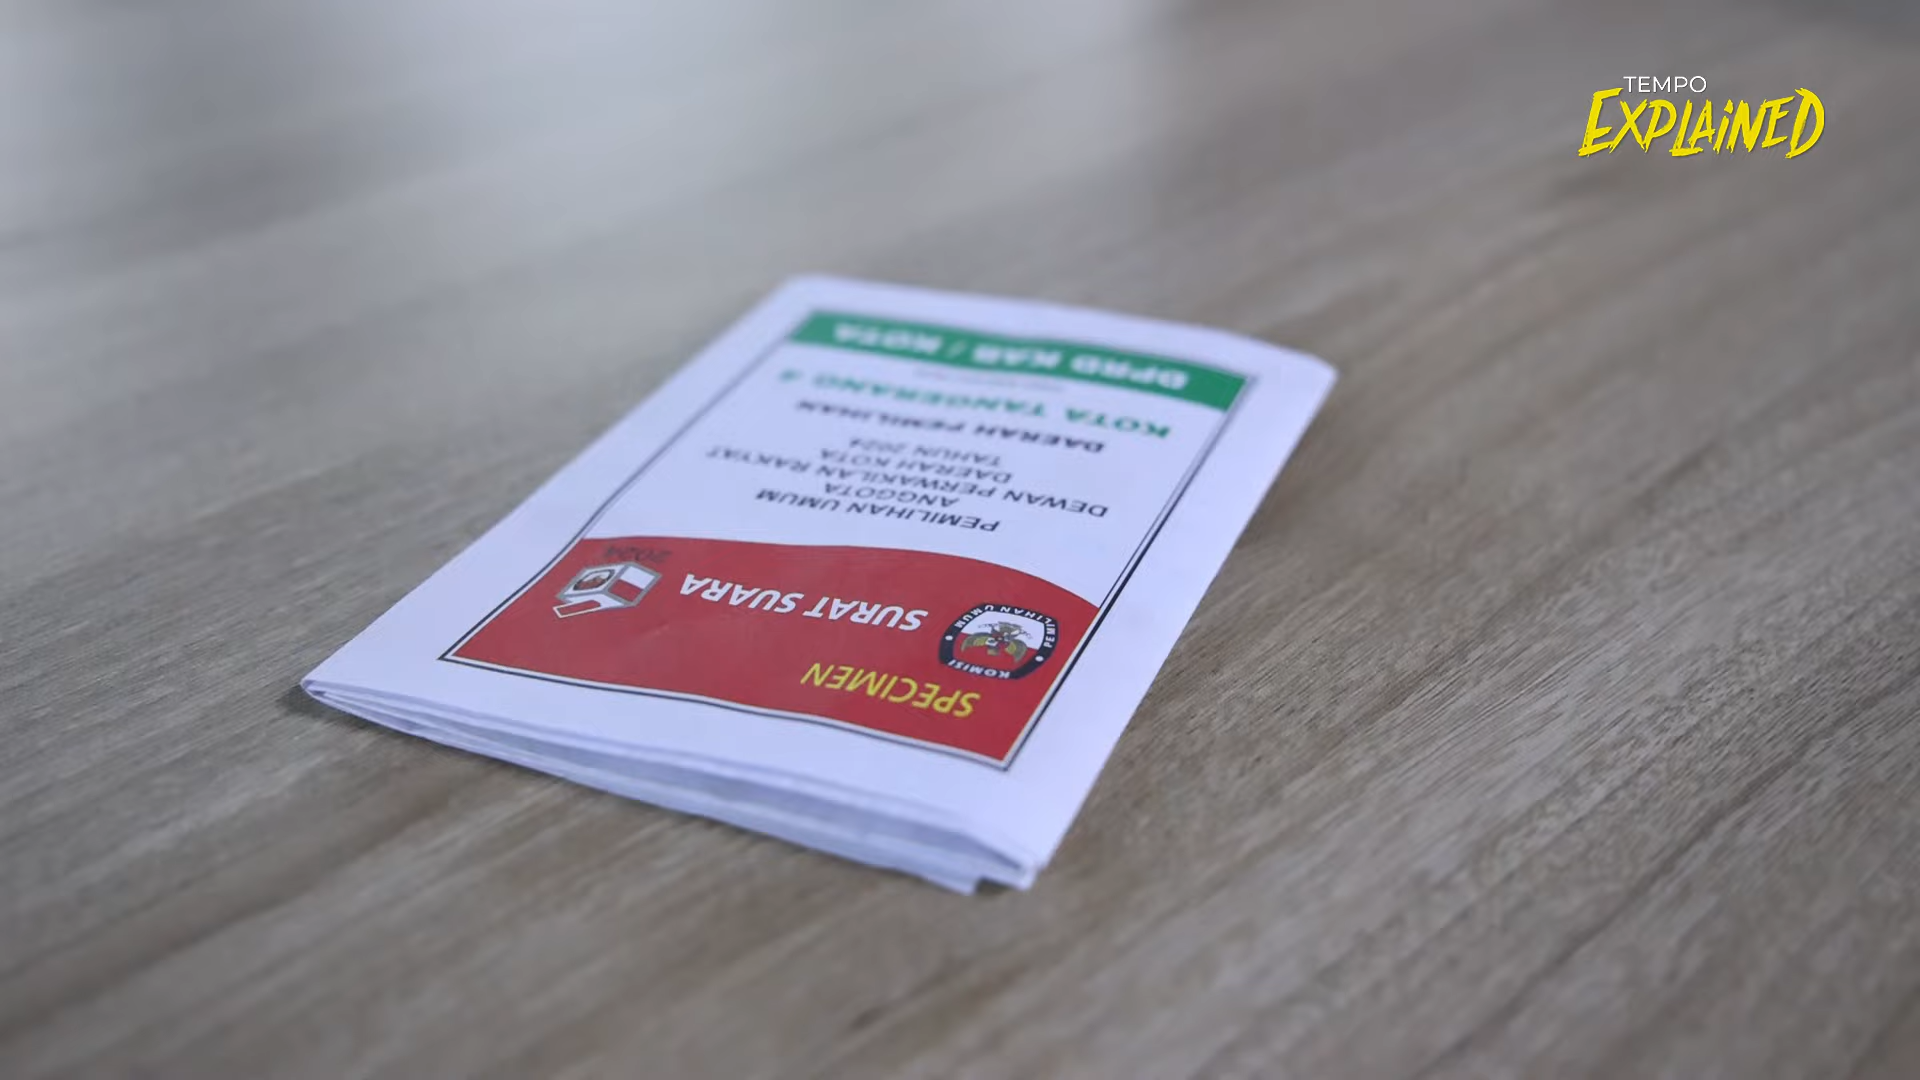 TEMPO
EXPLAINED
SPECIMEN
KOMISI PEMILIHAN UMUM
SURAT SUARA
2024
PEMILIHAN UMUM
ANGGOTA
DEWAN PERWAKILAN RAKYAT
DAERAH KOTA
TAHUN 2024
DAERAH PEMILIHAN
KOTA TANGERANG
DPRD KAB / KOTA